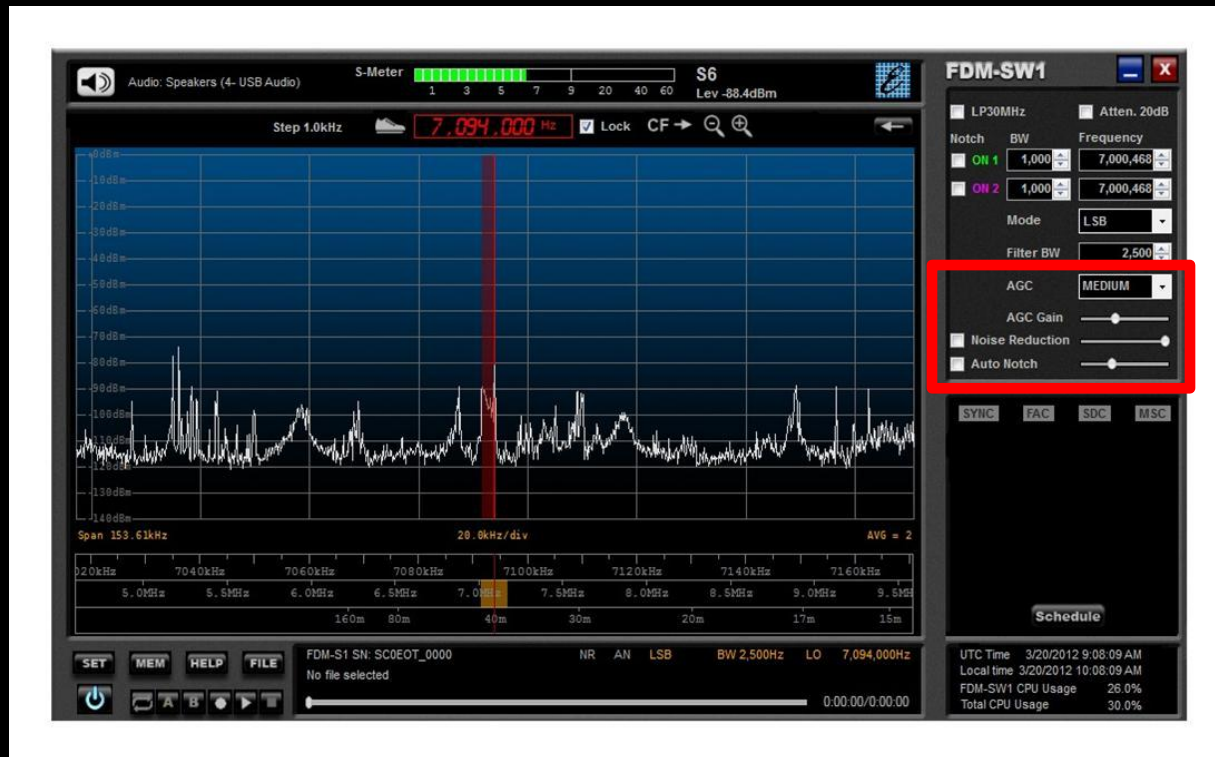 Audio: Speakers (4- USB Audio)
S-Meter
1 3 5 7 9 20 40 60
S6
Lev -88.4dBm
Step 1.0kHz
7,094,000 Hz
Lock CF
0dBm
-10dBm
-20dBm
-30dBm
-40dBm
-50dBm
-60dBm
-70dBm
-80dBm
-90dBm
-100dBm
-110dBm
-120dBm
-130dBm
-140dBm
Span 153.61kHz 20.0kHz/div AVG = 2
020kHz 7040kHz 7060kHz 7080kHz 7100kHz 7120kHz 7140kHz 7160kHz
5.0MHz 5.5MHz 6.0MHz 6.5MHz 7.0MHz 7.5MHz 8.0MHz 8.5MHz 9.0MHz 9.5MH
160m 80m 40m 30m 20m 17m 15m
SET MEM HELP FILE
A B
FDM-S1 SN: SC0EOT_0000 NR AN LSB BW 2,500Hz LO 7,094,000Hz
No file selected
0:00:00/0:00:00
FDM-SW1 X
LP30MHz Atten. 20dB
Notch BW Frequency
ON 1 1,000 7,000,468
ON 2 1,000 7,000,468
Mode LSB
Filter BW 2,500
AGC MEDIUM
AGC Gain
Noise Reduction
Auto Notch
SYNC FAC SDC MSC
Schedule
UTC Time 3/20/2012 9:08:09 AM
Local time 3/20/2012 10:08:09 AM
FDM-SW1 CPU Usage 26.0%
Total CPU Usage 30.0%